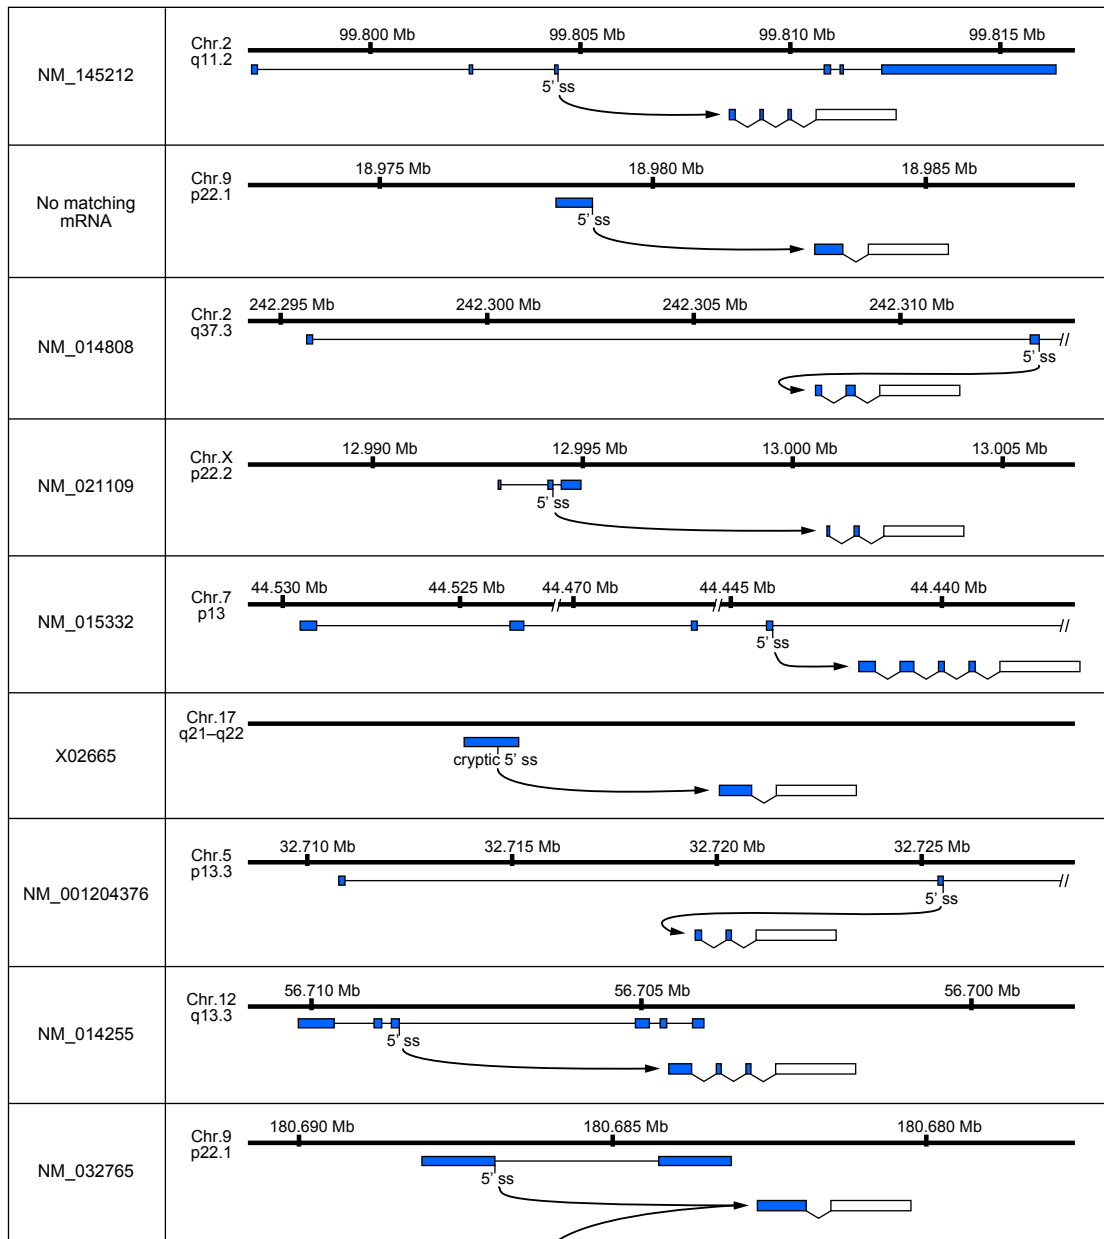 NM_145212
Chr.2
q11.2
99.800 Mb
99.805 Mb
99.810 Mb
99.815 Mb
5' ss
No matching
mRNA
Chr.9
p22.1
18.975 Mb
18.980 Mb
18.985 Mb
5' ss
NM_014808
Chr.2
q37.3
242.295 Mb
242.300 Mb
242.305 Mb
242.310 Mb
5' ss
NM_021109
Chr.X
p22.2
12.990 Mb
12.995 Mb
13.000 Mb
13.005 Mb
5' ss
NM_015332
Chr.7
p13
44.530 Mb
44.525 Mb
44.470 Mb
44.445 Mb
44.440 Mb
5' ss
X02665
Chr.17
q21–q22
cryptic 5' ss
NM_001204376
Chr.5
p13.3
32.710 Mb
32.715 Mb
32.720 Mb
32.725 Mb
5' ss
NM_014255
Chr.12
q13.3
56.710 Mb
56.705 Mb
56.700 Mb
5' ss
NM_032765
Chr.9
p22.1
180.690 Mb
180.685 Mb
180.680 Mb
5' ss